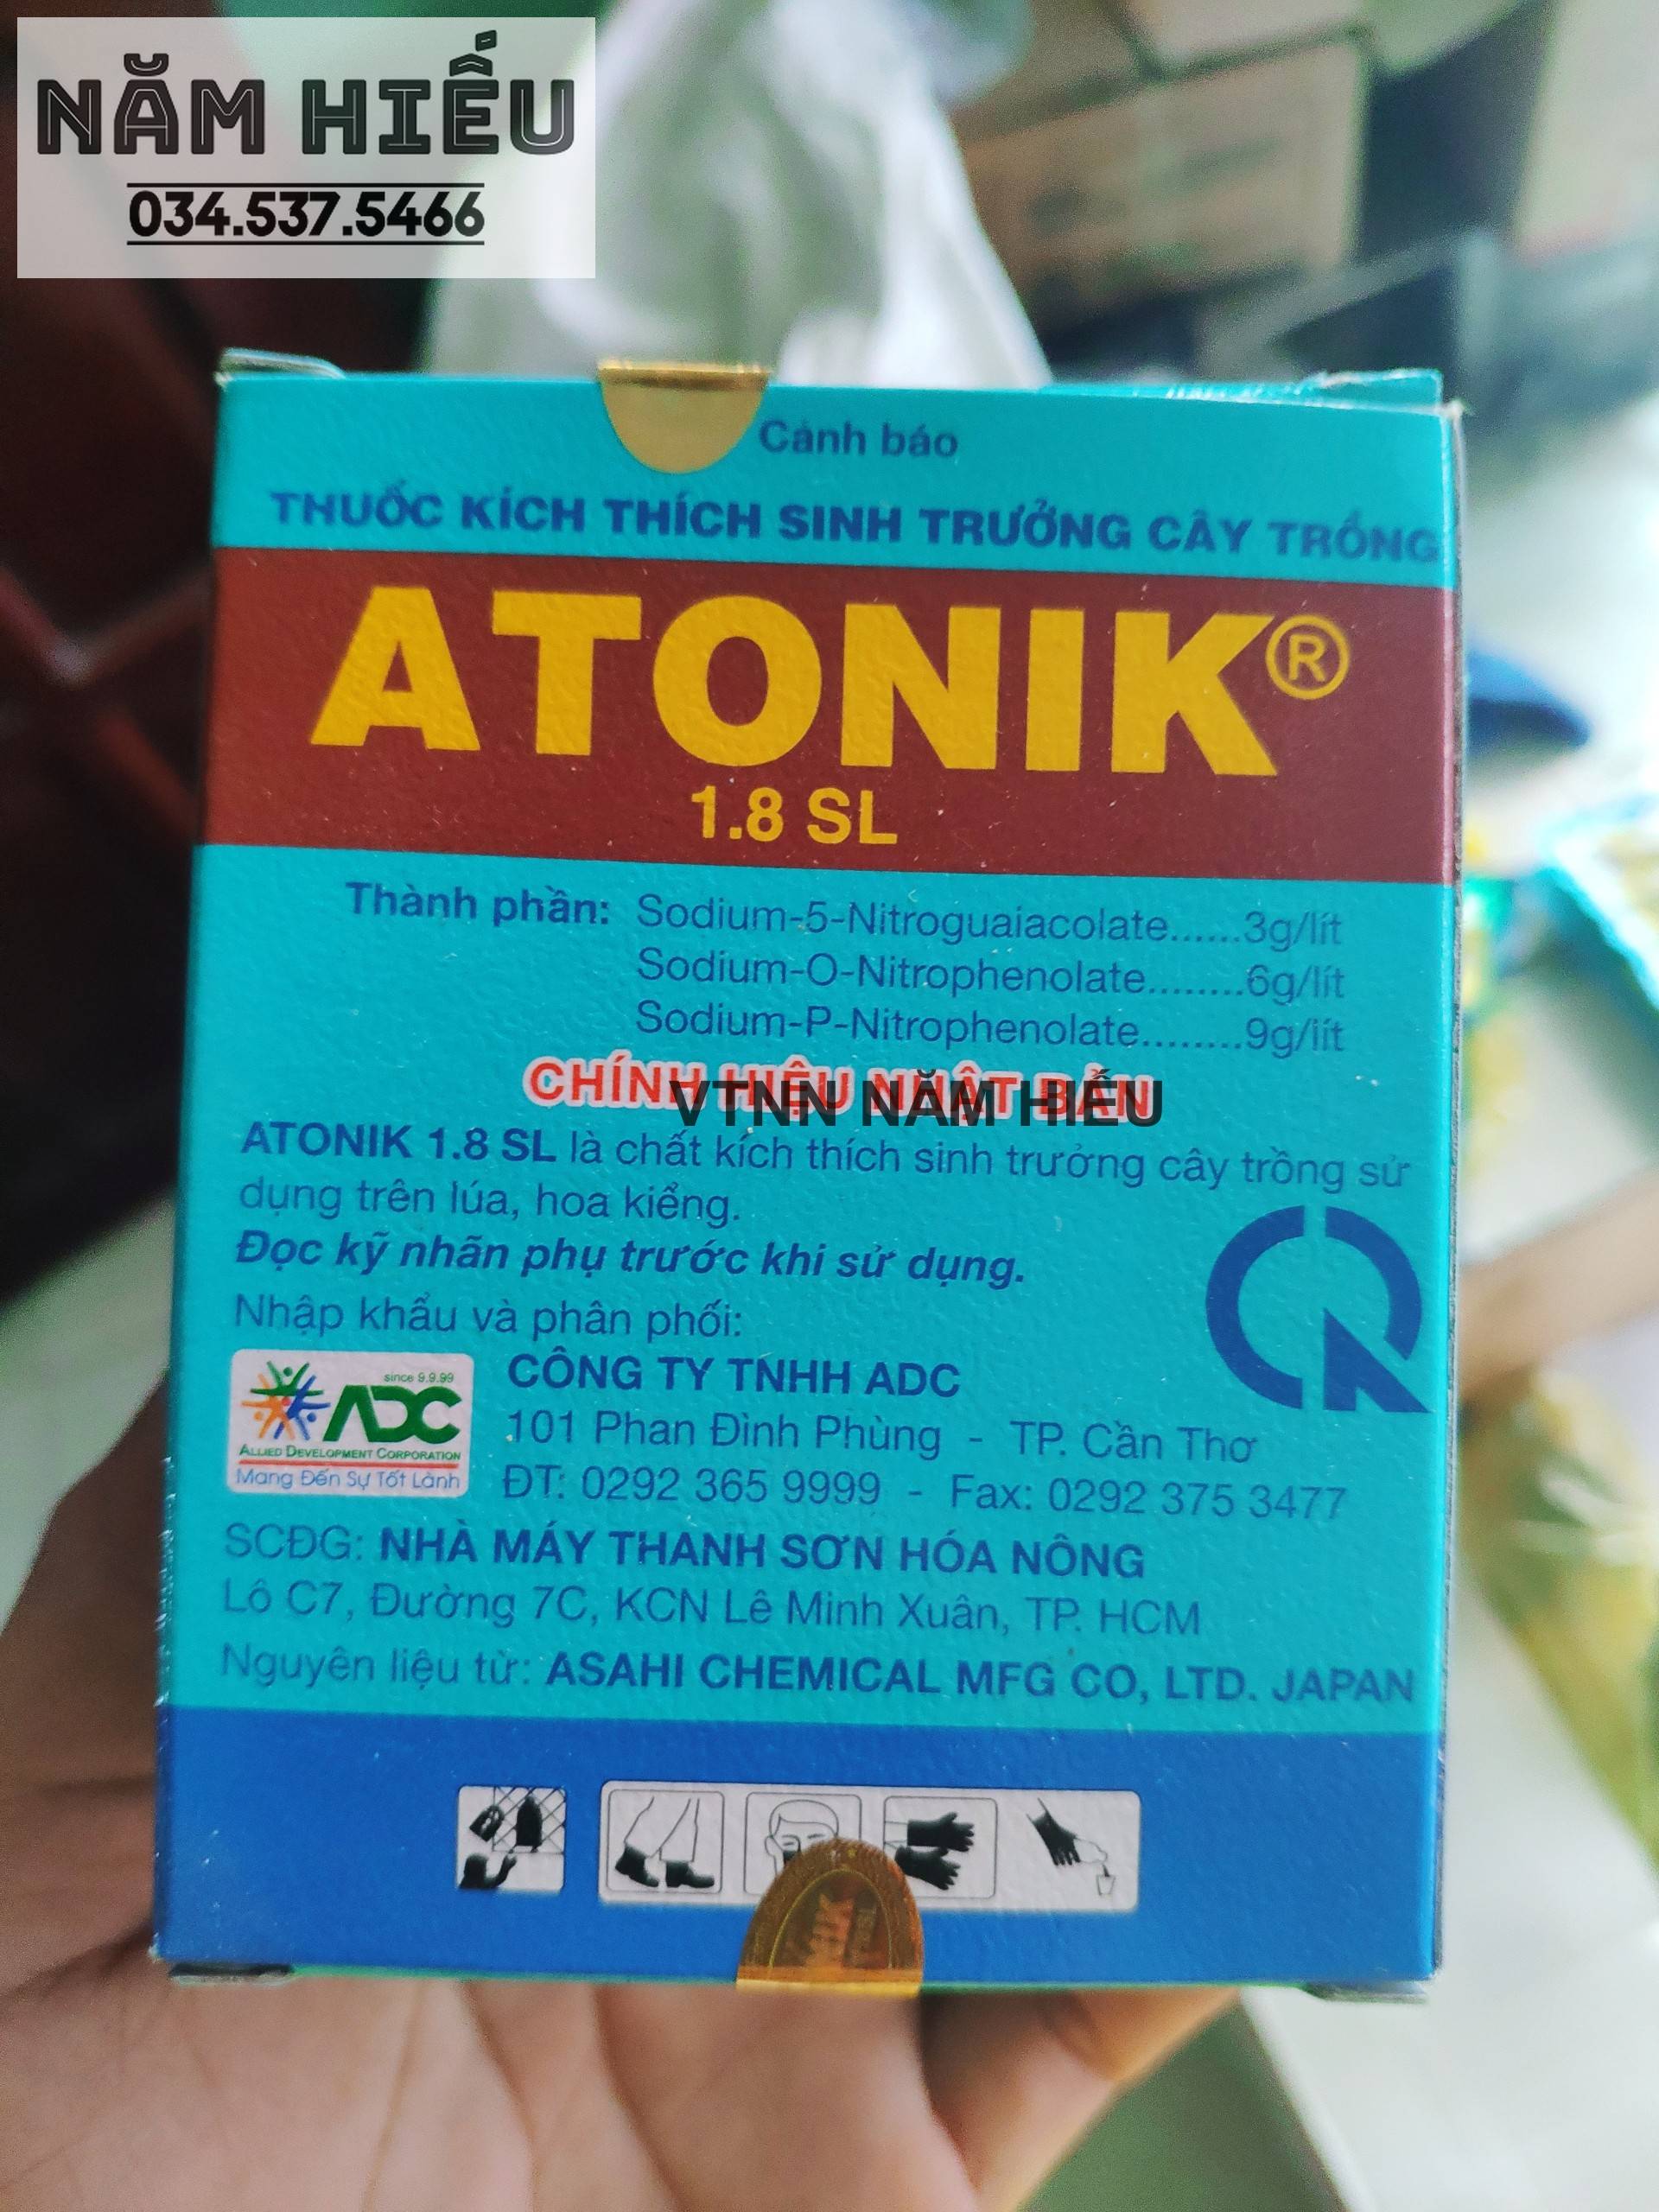 NĂM HIẾU
034.537.5466
Cảnh báo
THUỐC KÍCH THÍCH SINH TRƯỞNG CÂY TRỒNG
ATONIK®
1.8 SL
Thành phần: Sodium-5-Nitroguaiacolate......3g/lít
Sodium-O-Nitrophenolate........6g/lít
Sodium-P-Nitrophenolate........9g/lít
CHÍNH HIỆU NHẬT BẢN
VTNN NĂM HIẾU
ATONIK 1.8 SL là chất kích thích sinh trưởng cây trồng sử
dụng trên lúa, hoa kiểng.
Đọc kỹ nhãn phụ trước khi sử dụng.
Nhập khẩu và phân phối:
since 9.9.99
ADC
ALLIED DEVELOPMENT CORPORATION
Mang Đến Sự Tốt Lành
CÔNG TY TNHH ADC
101 Phan Đình Phùng - TP. Cần Thơ
ĐT: 0292 365 9999 - Fax: 0292 375 3477
SCĐG: NHÀ MÁY THANH SƠN HÓA NÔNG
Lô C7, Đường 7C, KCN Lê Minh Xuân, TP. HCM
Nguyên liệu từ: ASAHI CHEMICAL MFG CO, LTD. JAPAN